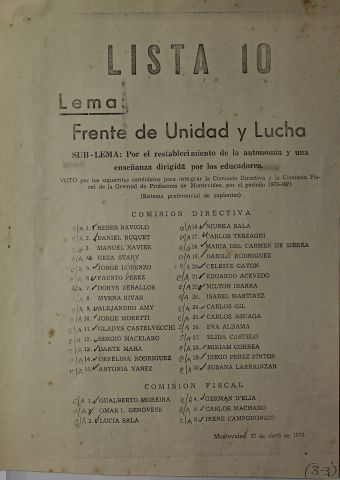 LISTA 10
Lema:
Frente de Unidad y Lucha
SUB-LEMA: Por el restablecimiento de la autonomía y una
enseñanza dirigida por los educadores.
VOTO por los siguientes candidatos para integrar la Comisión Directiva y la Comisión Fis-
cal de la Gremial de Profesores de Montevideo, por el período 1973-1975
(Sistema preferencial de suplentes)
COMISION DIRECTIVA
c/A 1. HEBER RAVIOLO
c/A 2. DANIEL BUQUET
c/A 3. MANUEL XAVIER
c/A 4. GEZA STARY
c/A 5. JORGE LORENZO
c/A 6. FAUSTO PEREZ
c/A 7. DORYS ZEBALLOS
8. MYRNA RIVAS
c/A 9. ALEJANDRO AMY
c/A 10. JORGE MORETTI
c/A 11. GLADYS CASTELVECCHI
c/A 12. SERGIO MACELARO
c/A 13. DANTE MARA
c/A 14. ORFELINA RODRIGUEZ
c/A 15. ANTONIA YAÑEZ
c/A 16. NIURKA SALA
c/A 17. CARLOS TERZAGHI
c/A 18. MARIA DEL CARMEN DE SIERRA
c/A 19. DANILO RODRIGUEZ
c/A 20. CELESTE GAYON
c/A 21. EDUARDO ACEVEDO
c/A 22. MILTON IBARRA
c/A 23. ISABEL MARTINEZ
c/A 24. CARLOS GIL
c/A 25. CARLOS ASUAGA
c/A 26. EVA ALDAMA
c/A 27. ELIDA CASTELO
c/A 28. MIRIAM CORREA
c/A 29. DIEGO PEREZ PINTOS
c/A 30. SUSANA LARRAINZAR
COMISION FISCAL
c/A 1. GUALBERTO MOREIRA
c/A 2. OMAR I. GENOVESE
c/A 3. LUCIA SALA
c/A 4. GERMAN D'ELIA
c/A 5. CARLOS MACHADO
c/A 6. IRENE CAMPODONICO
Montevideo, 27 de abril de 1973.